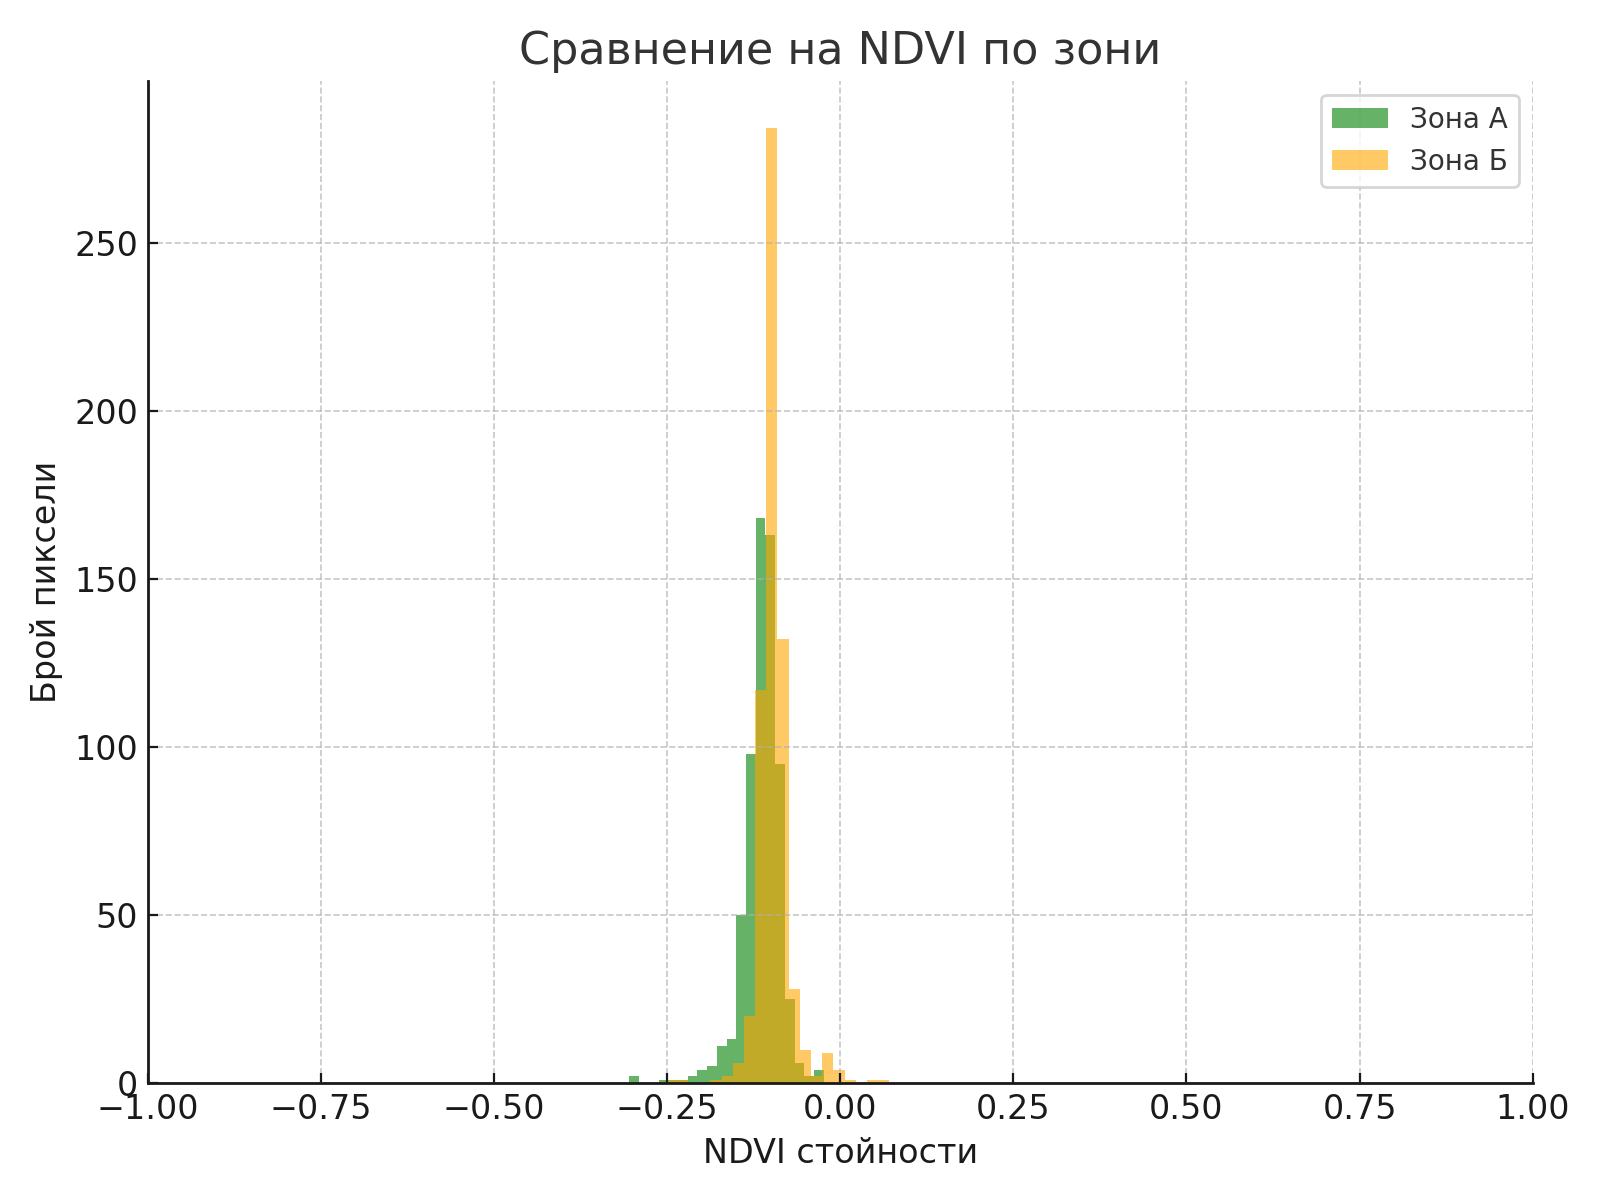 Сравнение на NDVI по зони
Зона А
Зона Б
Брой пиксели
250
200
150
100
50
0
−1.00 −0.75 −0.50 −0.25 0.00 0.25 0.50 0.75 1.00
NDVI стойности